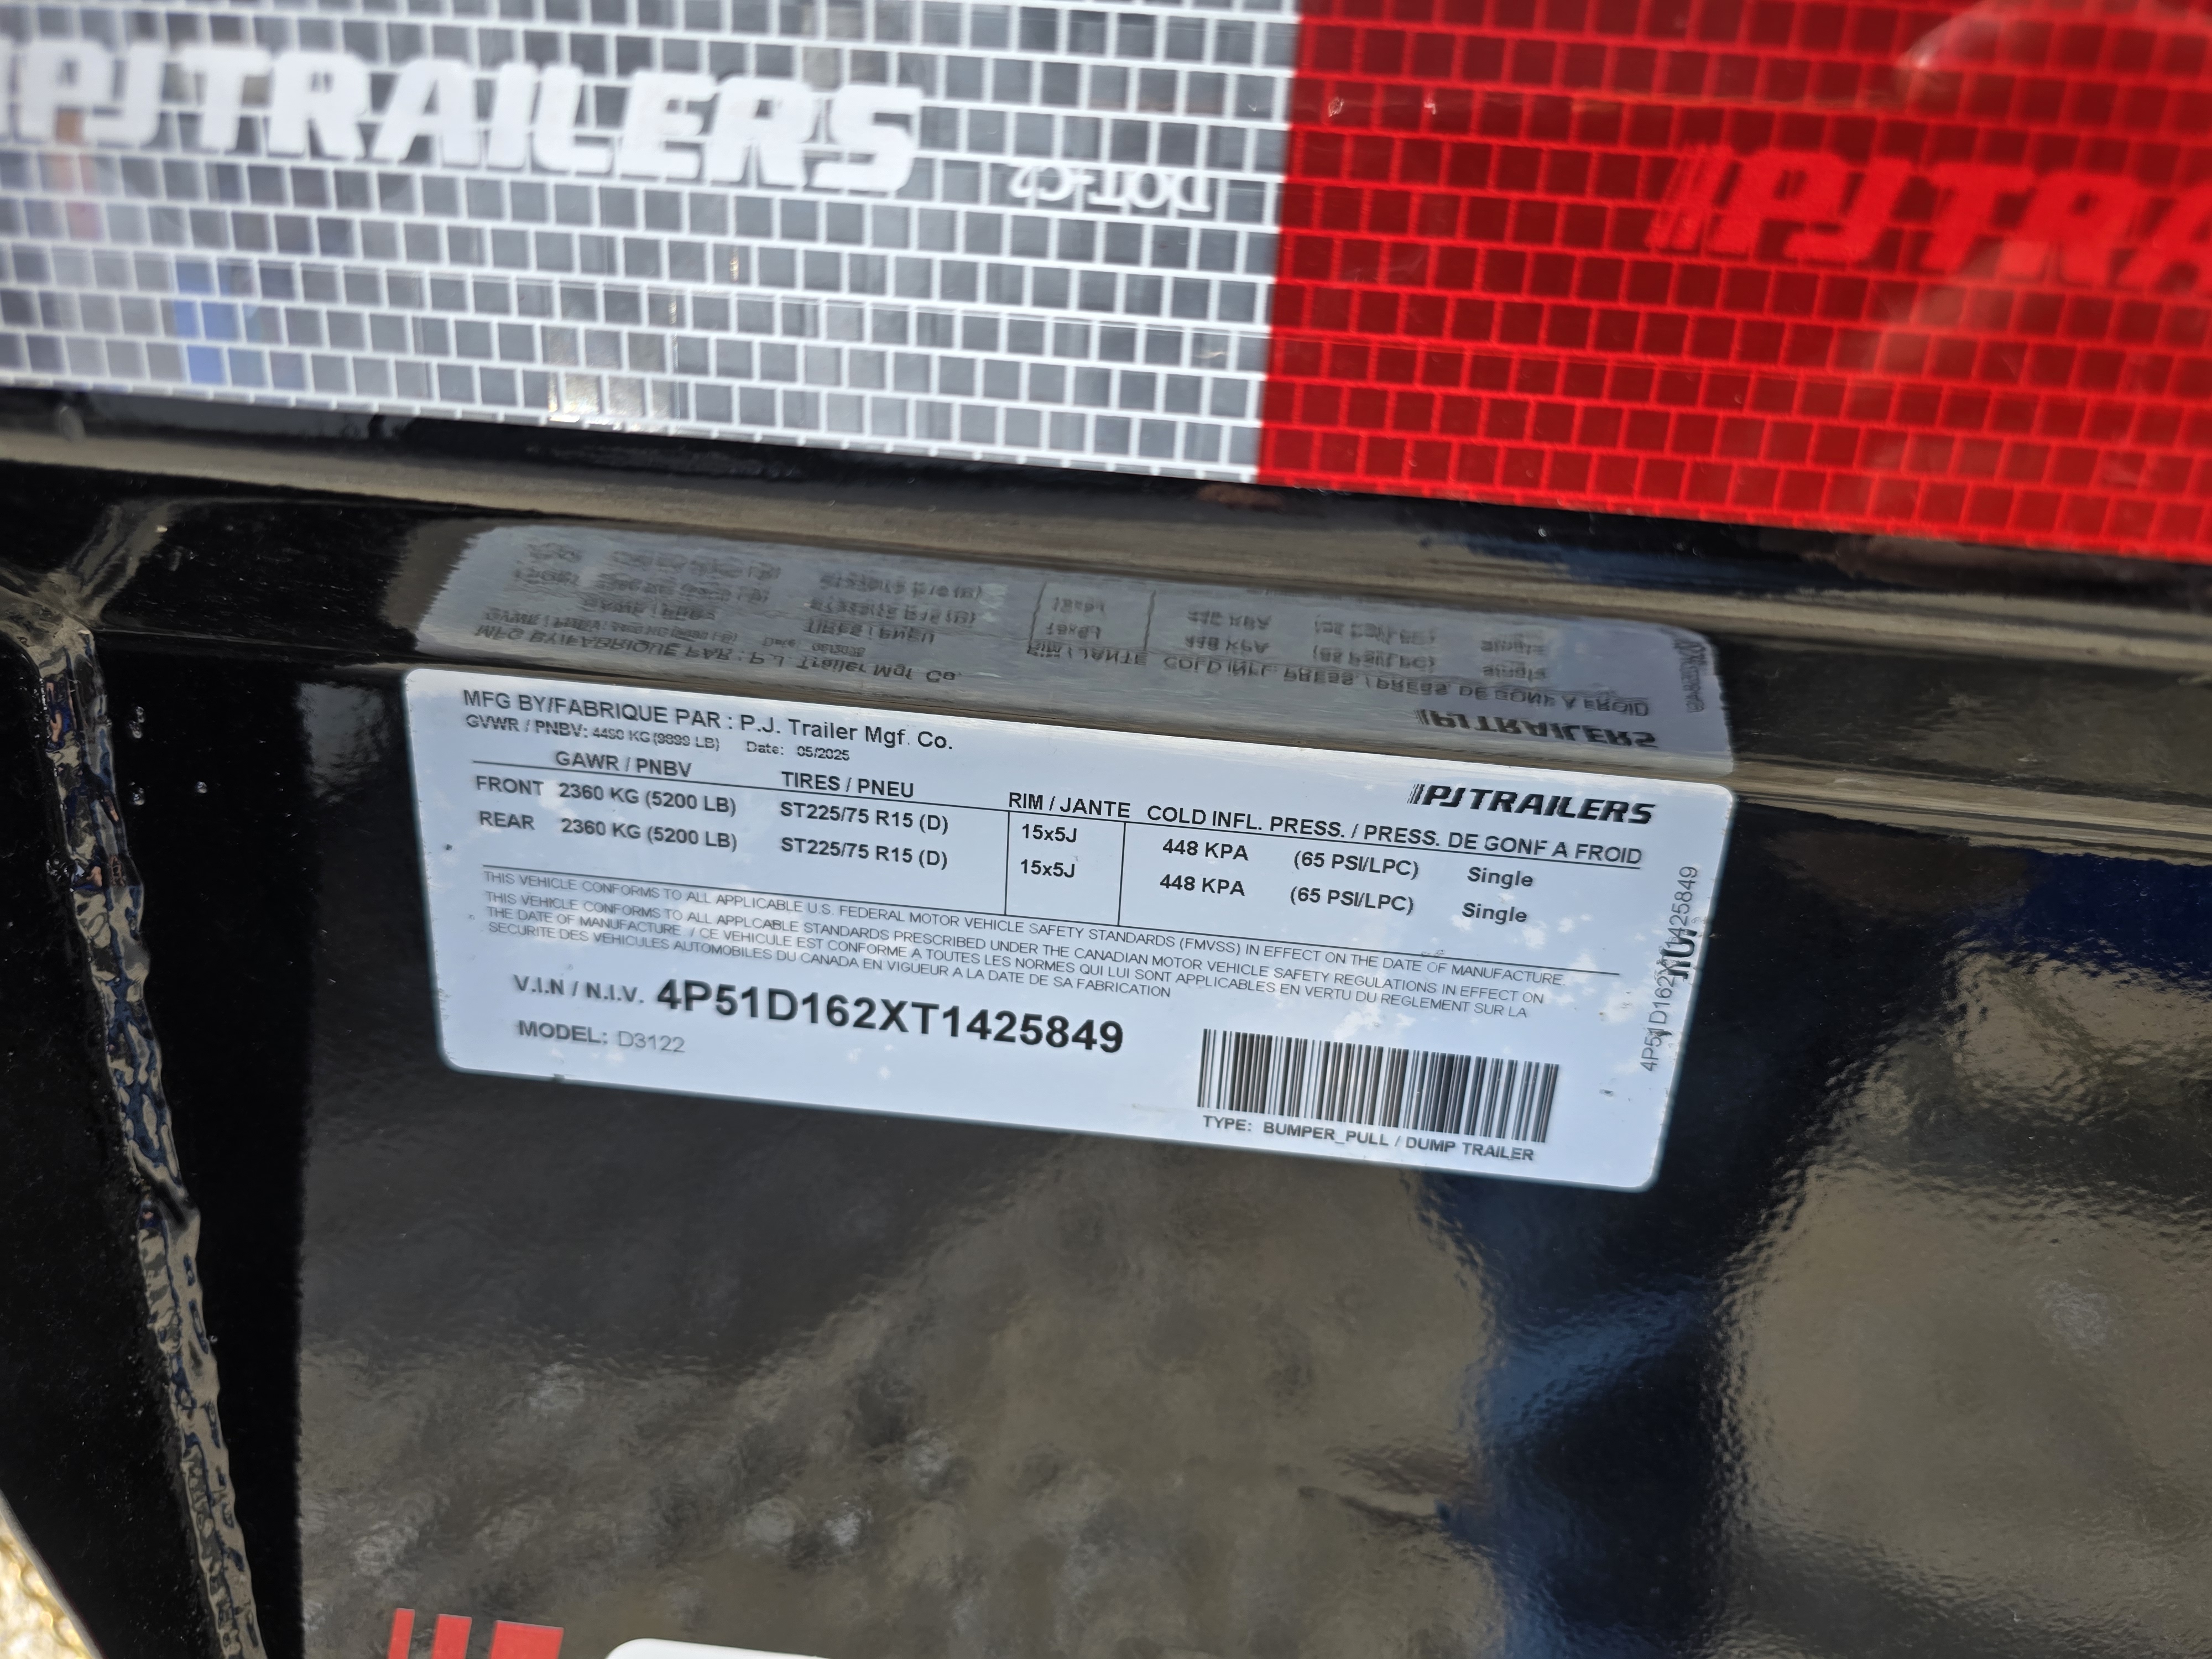 PJTRAILERS
DOT-C2
PJTRA
MFG BY/FABRIQUE PAR : P.J. Trailer Mgf. Co.
GVWR / PNBV: 4490 KG (9899 LB) Date: 05/2025
PJTRAILERS
GAWR / PNBV TIRES / PNEU RIM / JANTE COLD INFL. PRESS. / PRESS. DE GONF A FROID
FRONT 2360 KG (5200 LB) ST225/75 R15 (D) 15x5J 448 KPA (65 PSI/LPC) Single
REAR 2360 KG (5200 LB) ST225/75 R15 (D) 15x5J 448 KPA (65 PSI/LPC) Single
THIS VEHICLE CONFORMS TO ALL APPLICABLE U.S. FEDERAL MOTOR VEHICLE SAFETY STANDARDS (FMVSS) IN EFFECT ON THE DATE OF MANUFACTURE.
THIS VEHICLE CONFORMS TO ALL APPLCABLE STANDARDS PRESCRIBED UNDER THE CANADIAN MOTOR VEHICLE SAFETY REGULATIONS IN EFFECT ON
THE DATE OF MANUFACTURE / CE VEHICULE EST CONFORME A TOUTES LES NORMES QUI LUI SONT APPLICABLES EN VERTU DU REGLEMENT SUR LA
SECURITE DES VEHICULES AUTOMOBILES DU CANADA EN VIGUEUR A LA DATE DE SA FABRICATION
V.I.N / N.I.V. 4P51D162XT1425849
MODEL: D3122
TYPE: BUMPER_PULL / DUMP TRAILER
4P51D162XT1425849